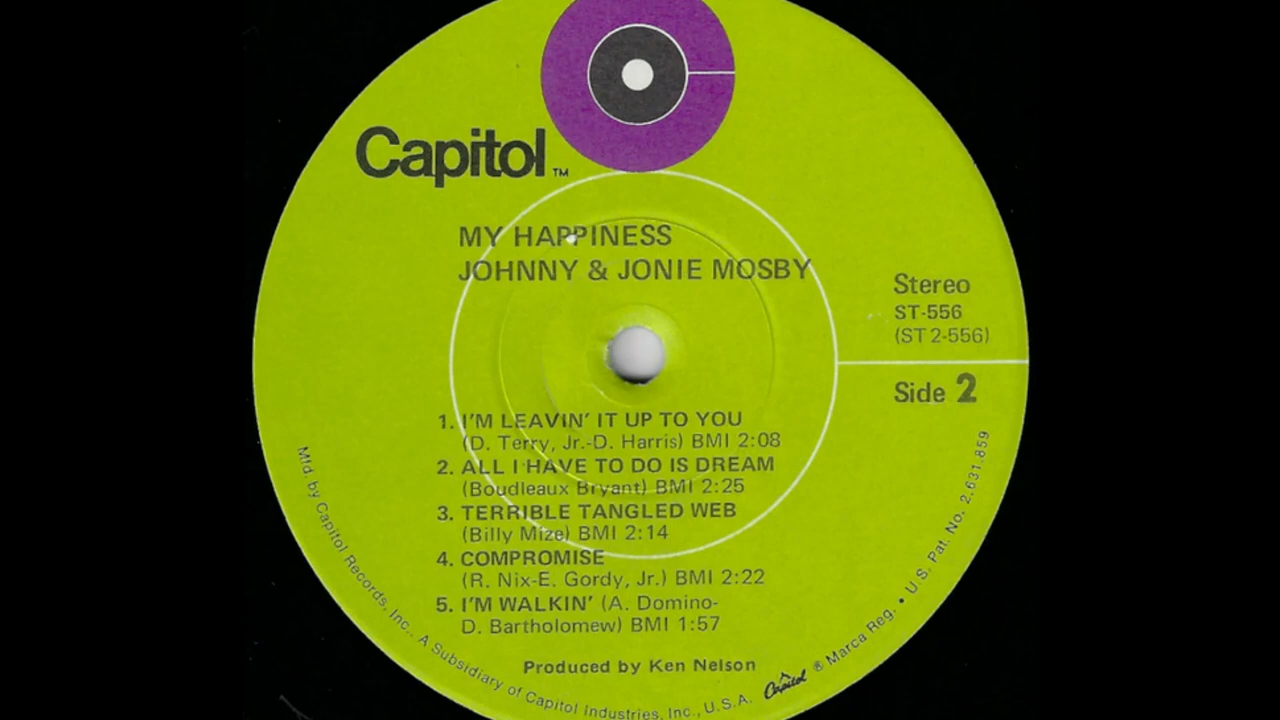 Capitol™
MY HAPPINESS
JOHNNY & JONIE MOSBY
Stereo
ST-556
(ST 2-556)
Side 2
1. I'M LEAVIN' IT UP TO YOU
(D. Terry, Jr.-D. Harris) BMI 2:08
2. ALL I HAVE TO DO IS DREAM
(Boudleaux Bryant) BMI 2:25
3. TERRIBLE TANGLED WEB
(Billy Mize) BMI 2:14
4. COMPROMISE
(R. Nix-E. Gordy, Jr.) BMI 2:22
5. I'M WALKIN' (A. Domino-
D. Bartholomew) BMI 1:57
Produced by Ken Nelson
Mfd. by Capitol Records, Inc., A Subsidiary of Capitol Industries, Inc., U.S.A. Capitol ® Marca Reg. • U.S. Pat. No. 2,631,859